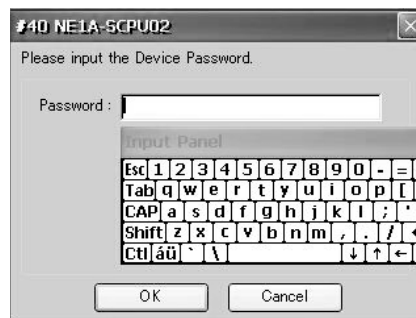 #40 NE1A-SCPU02
Please input the Device Password.
Password :
Input Panel
Esc 1 2 3 4 5 6 7 8 9 0 - =
Tab q w e r t y u i o p [
CAP a s d f g h j k l ; '
Shift z x c v b n m , . / ←
Ctl áü ` \ ↓ ↑ ←
OK Cancel